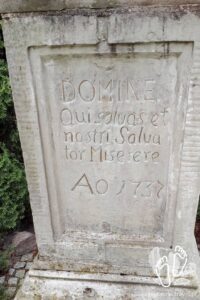 DOMINE
Qui salvas et
nostri Salva
tor Miserere
Ao 1737